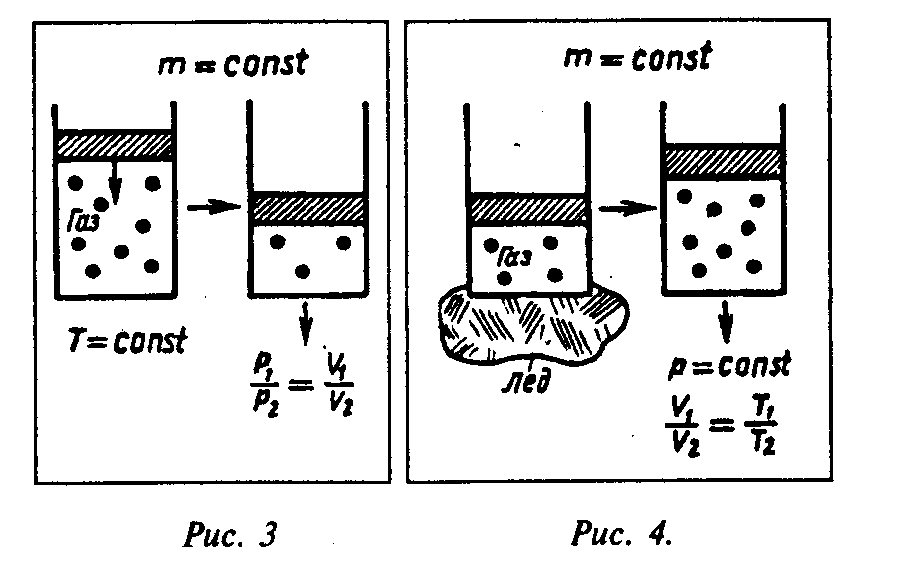 m = const
Газ
T = const
P₁/P₂ = V₁/V₂
Рис. 3
m = const
Газ
лед
p = const
V₁/V₂ = T₁/T₂
Рис. 4.